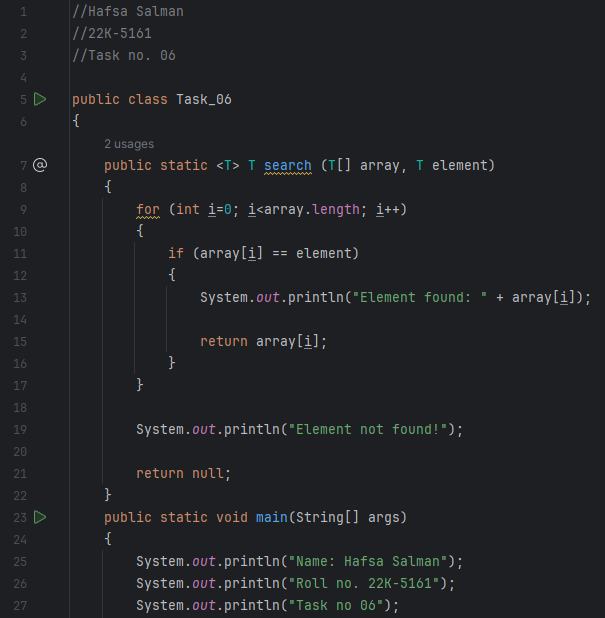 1 //Hafsa Salman
2 //22K-5161
3 //Task no. 06
4
5 public class Task_06
6 {
2 usages
7 @ public static <T> T search (T[] array, T element)
8 {
9 for (int i=0; i<array.length; i++)
10 {
11 if (array[i] == element)
12 {
13 System.out.println("Element found: " + array[i]);
14
15 return array[i];
16 }
17 }
18
19 System.out.println("Element not found!");
20
21 return null;
22 }
23 public static void main(String[] args)
24 {
25 System.out.println("Name: Hafsa Salman");
26 System.out.println("Roll no. 22K-5161");
27 System.out.println("Task no 06");